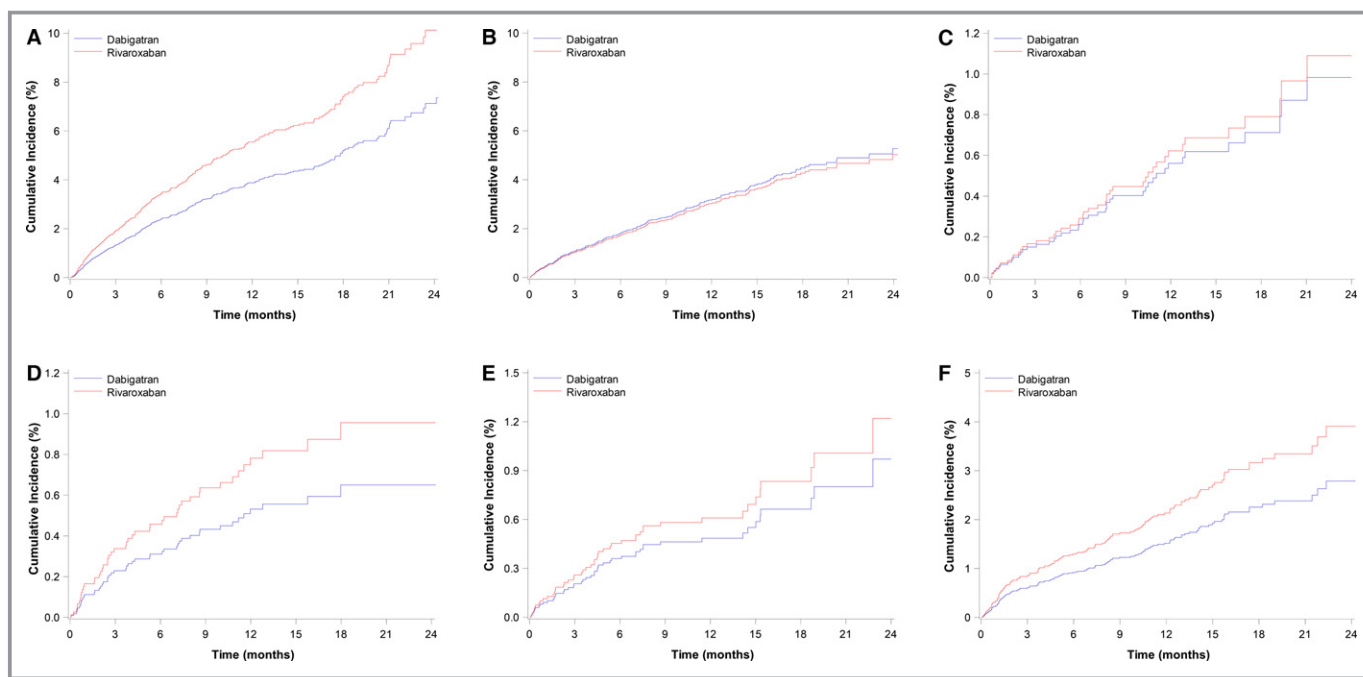 A
Dabigatran
Rivaroxaban
Cumulative Incidence (%)
10
8
6
4
2
0
0 3 6 9 12 15 18 21 24
Time (months)
B
Dabigatran
Rivaroxaban
Cumulative Incidence (%)
10
8
6
4
2
0
0 3 6 9 12 15 18 21 24
Time (months)
C
Dabigatran
Rivaroxaban
Cumulative Incidence (%)
1.2
1.0
0.8
0.6
0.4
0.2
0.0
0 3 6 9 12 15 18 21 24
Time (months)
D
Dabigatran
Rivaroxaban
Cumulative Incidence (%)
1.2
1.0
0.8
0.6
0.4
0.2
0.0
0 3 6 9 12 15 18 21 24
Time (months)
E
Dabigatran
Rivaroxaban
Cumulative Incidence (%)
1.5
1.2
0.9
0.6
0.3
0.0
0 3 6 9 12 15 18 21 24
Time (months)
F
Dabigatran
Rivaroxaban
Cumulative Incidence (%)
5
4
3
2
1
0
0 3 6 9 12 15 18 21 24
Time (months)